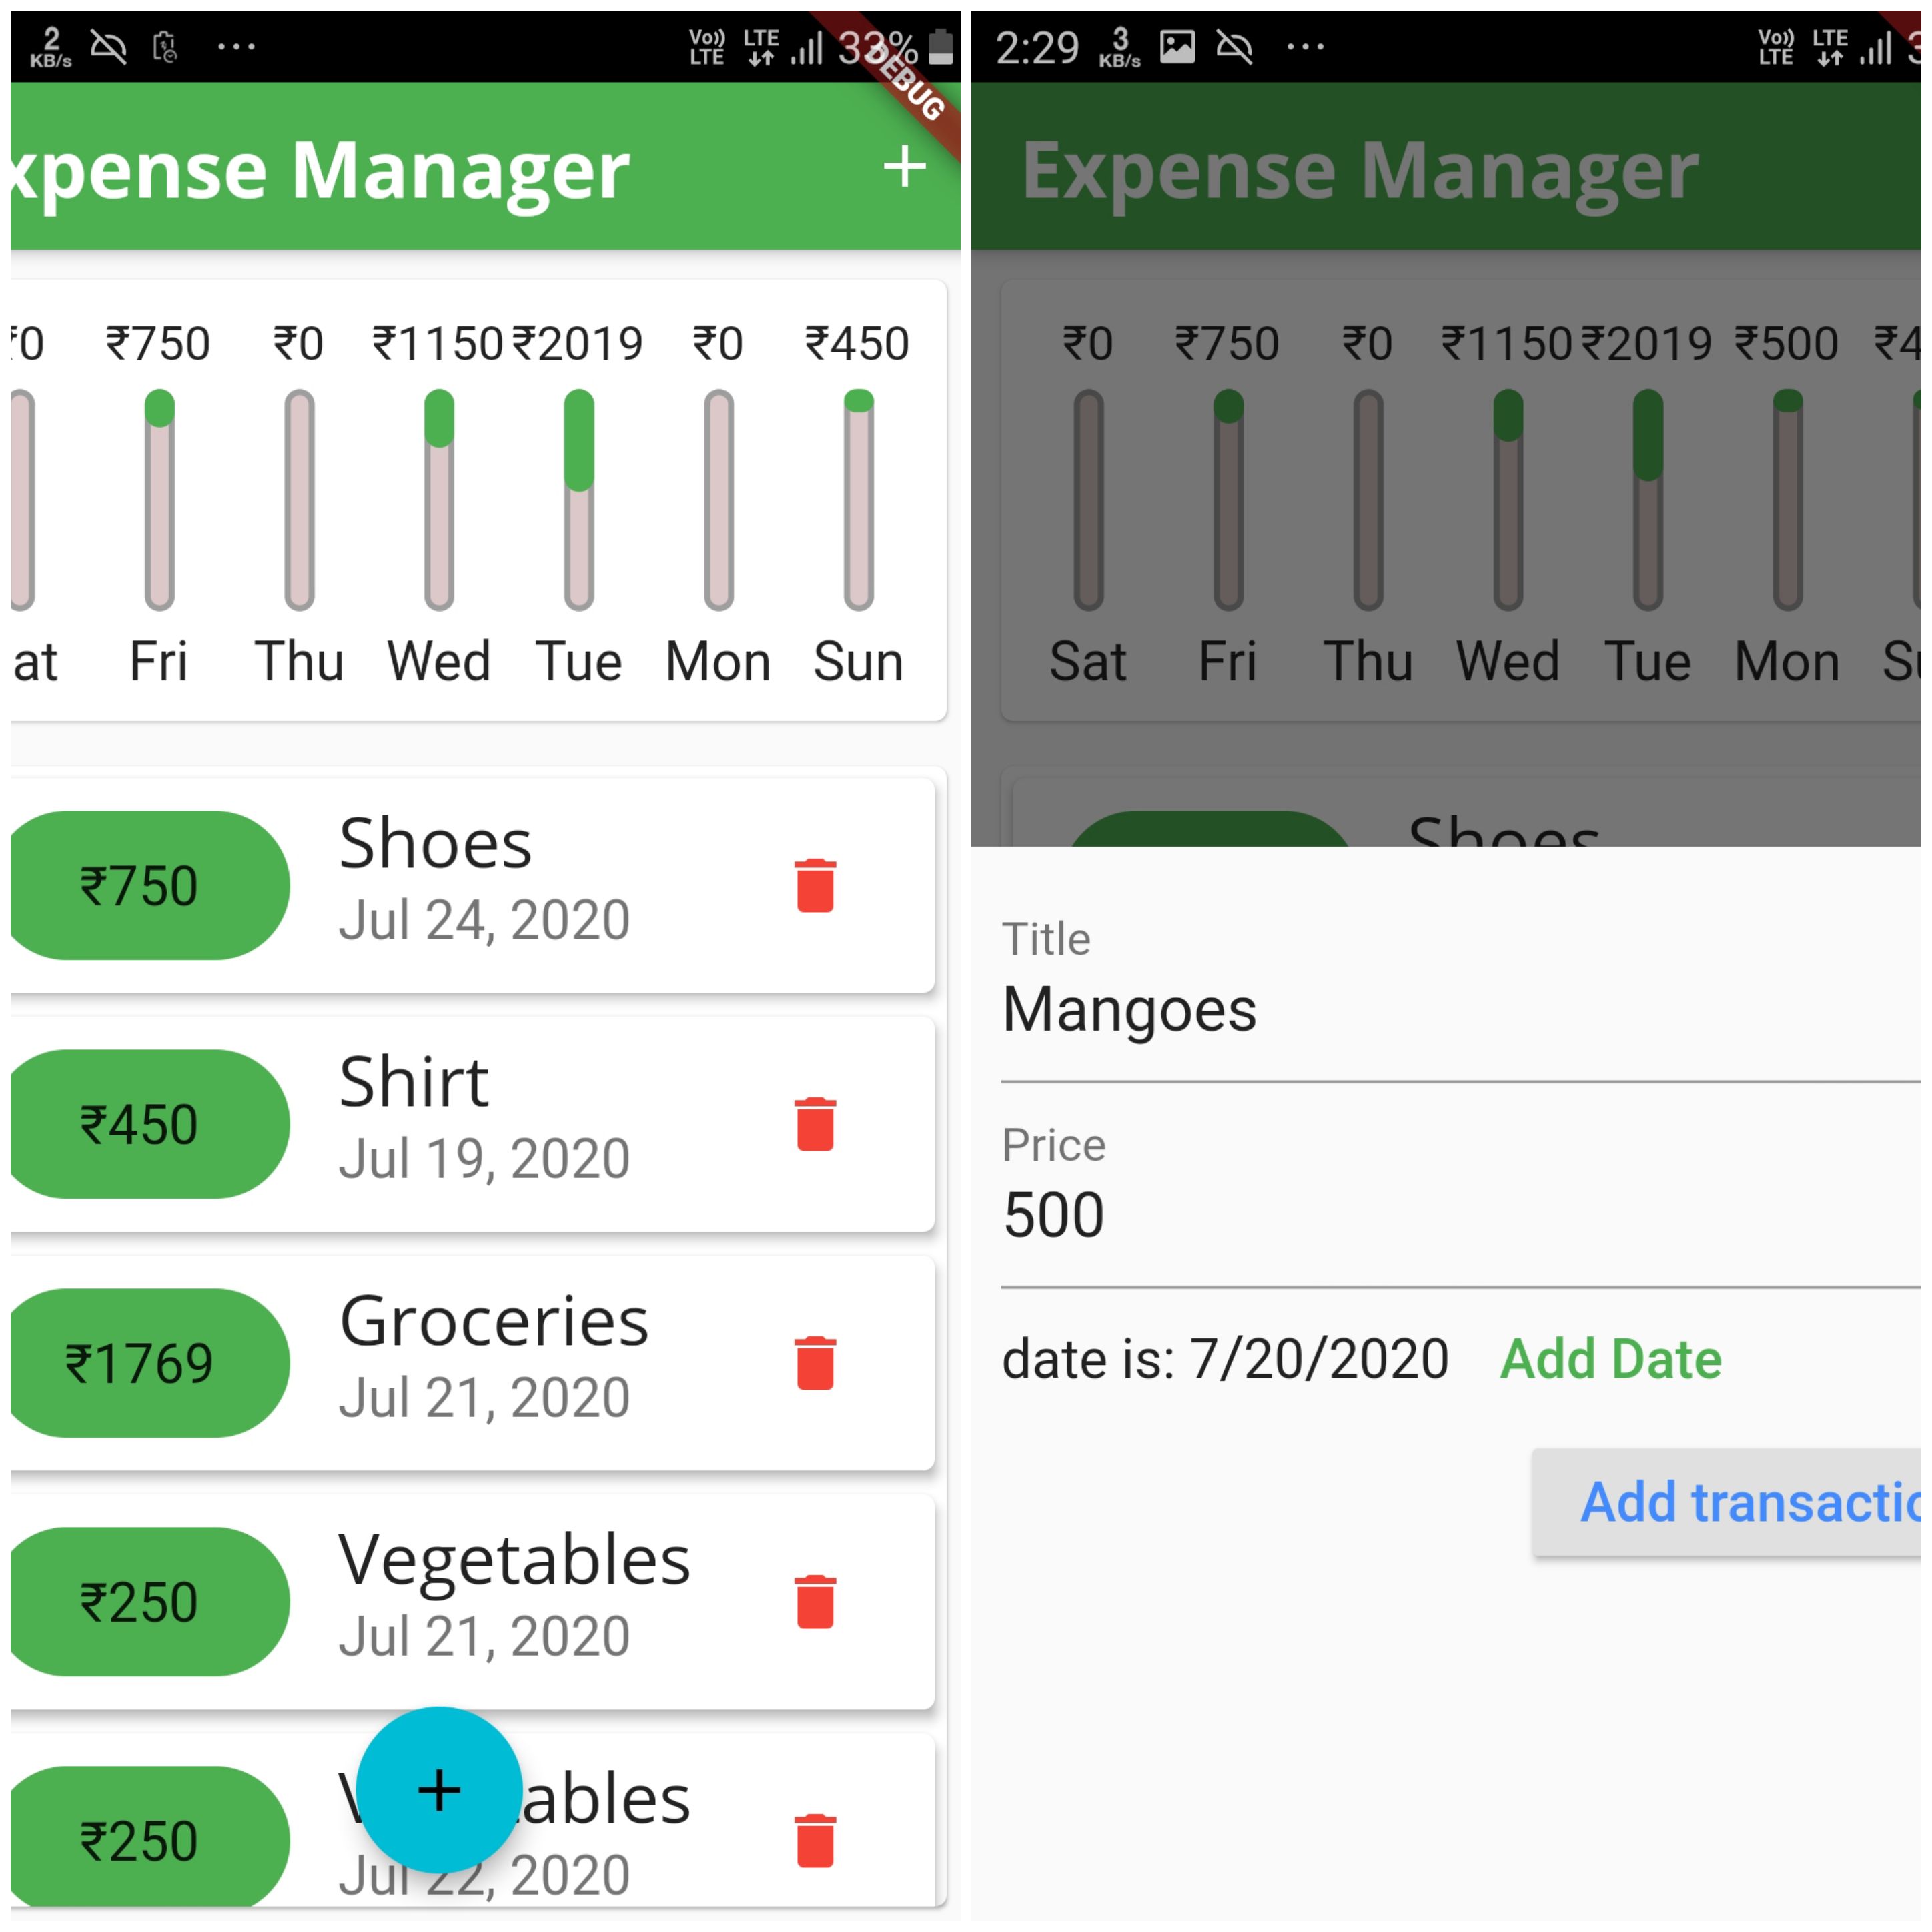 2
KB/s
Vo))
LTE
LTE
33%
DEBUG
xpense Manager
+
₹0
₹750
₹0
₹1150
₹2019
₹0
₹450
at
Fri
Thu
Wed
Tue
Mon
Sun
₹750
Shoes
Jul 24, 2020
₹450
Shirt
Jul 19, 2020
₹1769
Groceries
Jul 21, 2020
₹250
Vegetables
Jul 21, 2020
₹250
V ables
Jul 22, 2020
+
2:29
3
KB/s
Vo))
LTE
LTE
3
Expense Manager
₹0
₹750
₹0
₹1150
₹2019
₹500
₹4
Sat
Fri
Thu
Wed
Tue
Mon
Su
Shoes
Title
Mangoes
Price
500
date is: 7/20/2020
Add Date
Add transactio